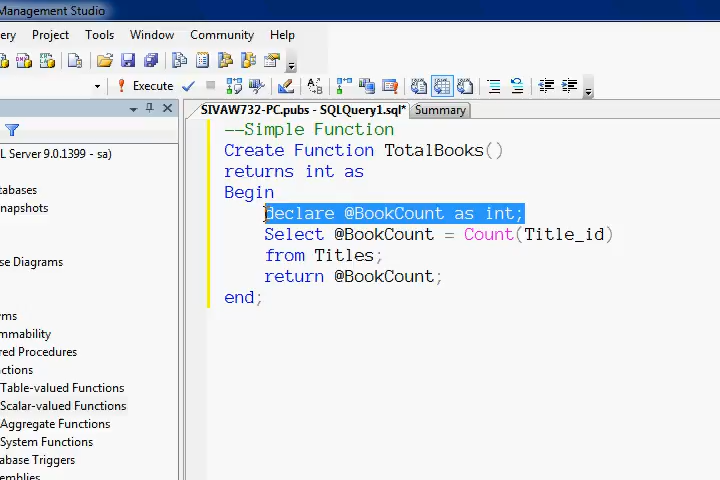 Management Studio
ery Project Tools Window Community Help
Execute
SIVAW732-PC.pubs - SQLQuery1.sql* Summary
--Simple Function
Create Function TotalBooks()
returns int as
Begin
declare @BookCount as int;
Select @BookCount = Count(Title_id)
from Titles;
return @BookCount;
end;
L Server 9.0.1399 - sa)
tabases
snapshots
se Diagrams
ms
mmability
red Procedures
ctions
Table-valued Functions
Scalar-valued Functions
Aggregate Functions
System Functions
abase Triggers
emblies